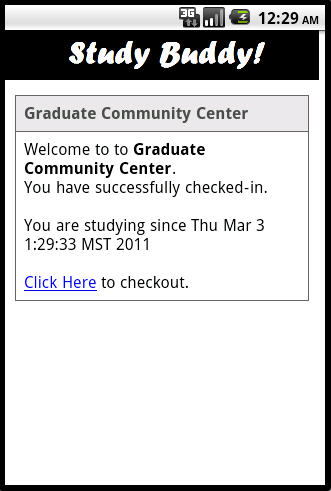 3G 12:29 AM
Study Buddy!
Graduate Community Center
Welcome to to Graduate
Community Center.
You have successfully checked-in.
You are studying since Thu Mar 3
1:29:33 MST 2011
Click Here to checkout.